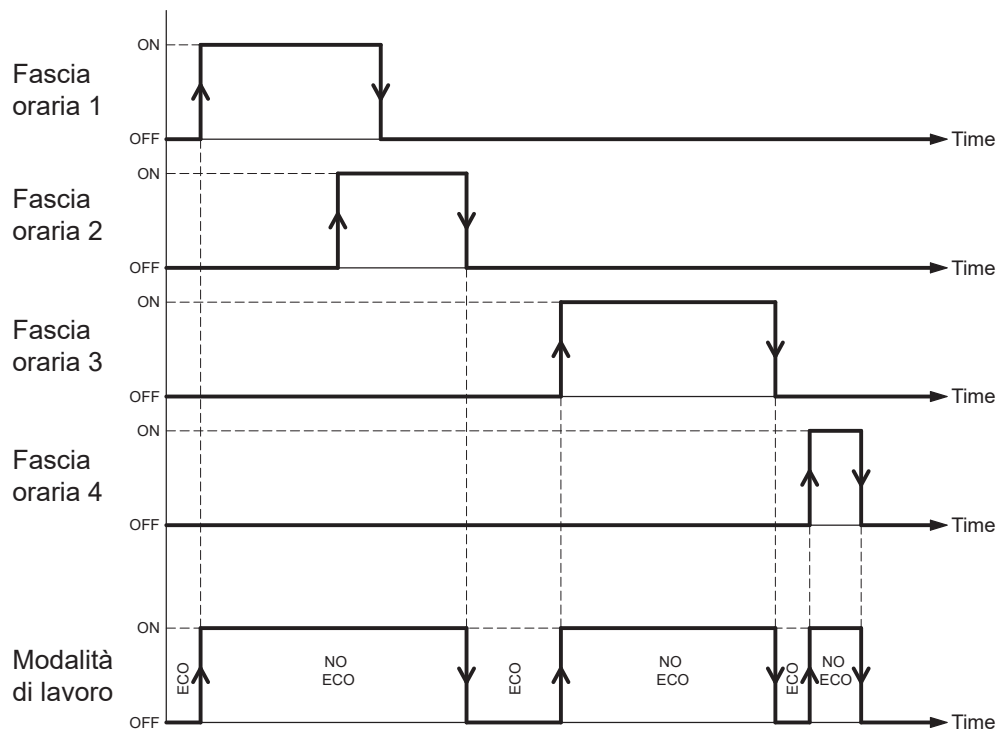 ON
Fascia
oraria 1
OFF
Time
ON
Fascia
oraria 2
OFF
Time
ON
Fascia
oraria 3
OFF
Time
ON
Fascia
oraria 4
OFF
Time
ON
Modalità
di lavoro
ECO
NO
ECO
ECO
NO
ECO
ECO
NO
ECO
OFF
Time